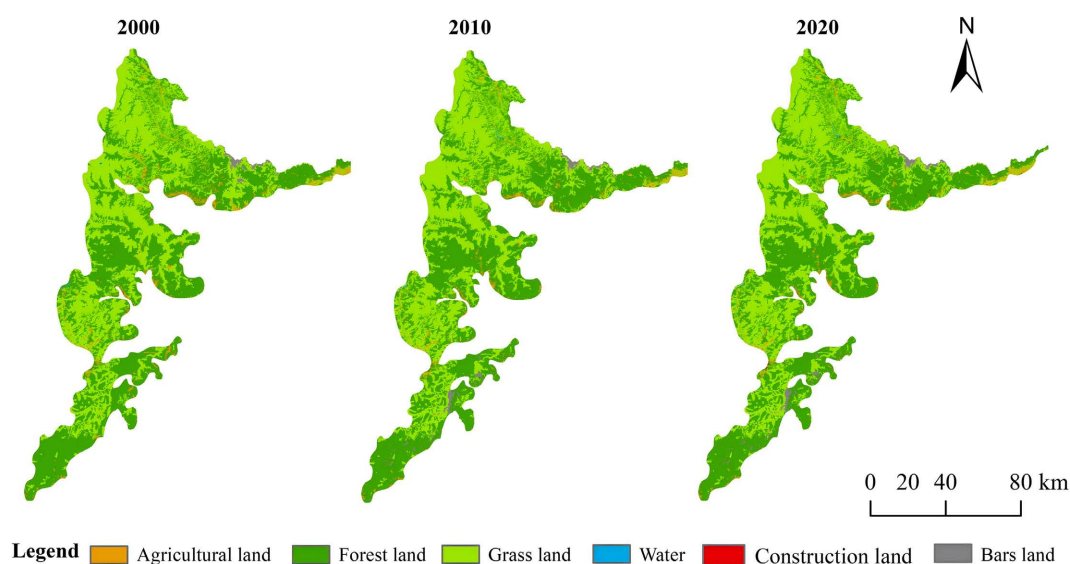 2000 2010 2020
N
0 20 40 80 km
Legend Agricultural land Forest land Grass land Water Construction land Bars land